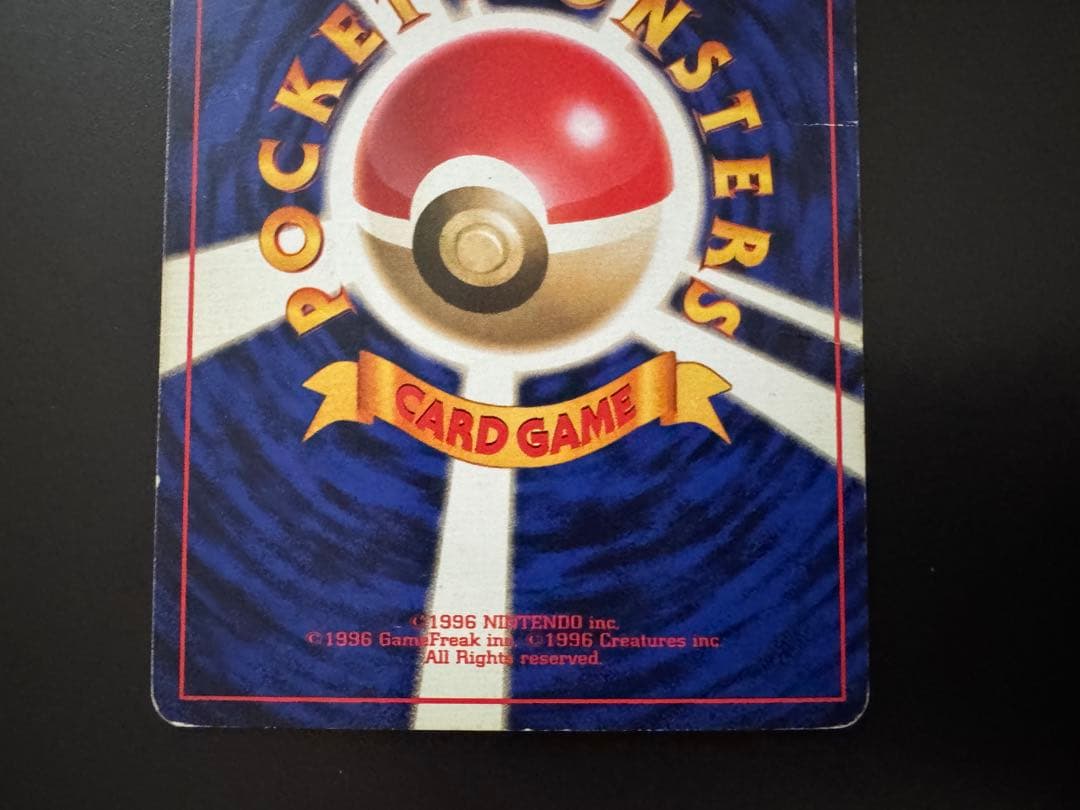 POCKET MONSTERS
CARD GAME
©1996 NINTENDO inc.
©1996 GameFreak inc. ©1996 Creatures inc.
All Rights reserved.